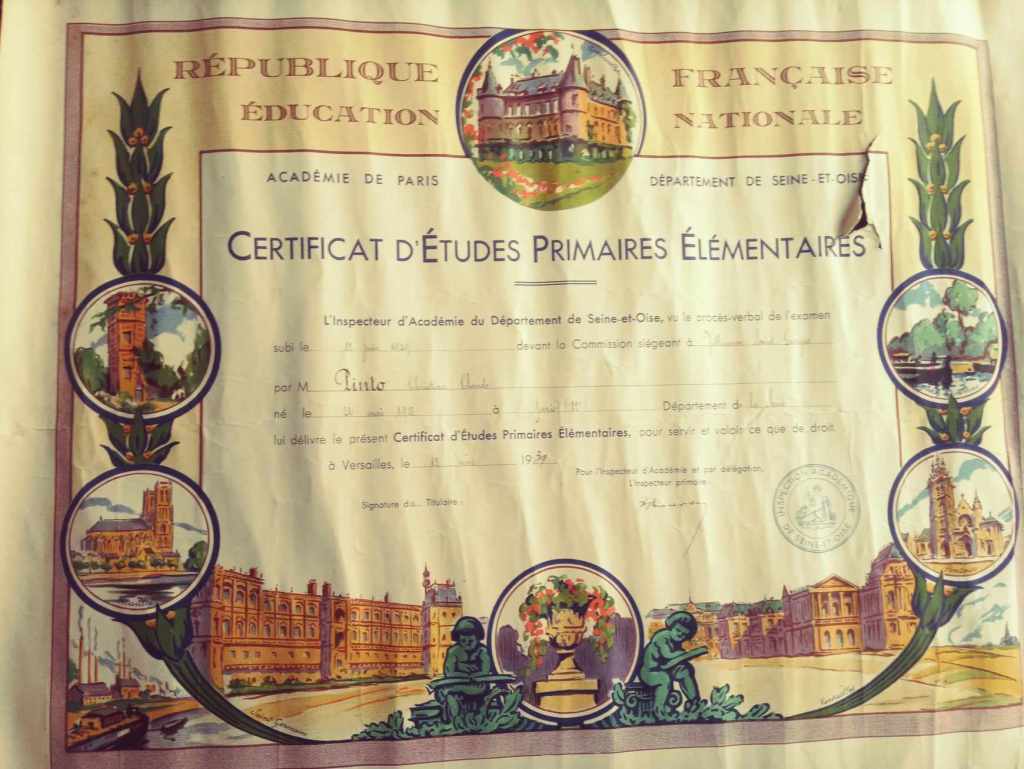 RÉPUBLIQUE FRANÇAISE
ÉDUCATION NATIONALE
ACADÉMIE DE PARIS DÉPARTEMENT DE SEINE-ET-OISE
CERTIFICAT D'ÉTUDES PRIMAIRES ÉLÉMENTAIRES
L'Inspecteur d'Académie du Département de Seine-et-Oise, vu le procès-verbal de l'examen
subi le devant la Commission siégeant à
par M Pinto
né le à Département d
lui délivre le présent Certificat d'Études Primaires Élémentaires, pour servir et valoir ce que de droit.
à Versailles, le 19
Pour l'Inspecteur d'Académie et par délégation,
L'Inspecteur primaire
Signature du Titulaire :
INSPECTION ACADÉMIQUE
DE SEINE-ET-OISE